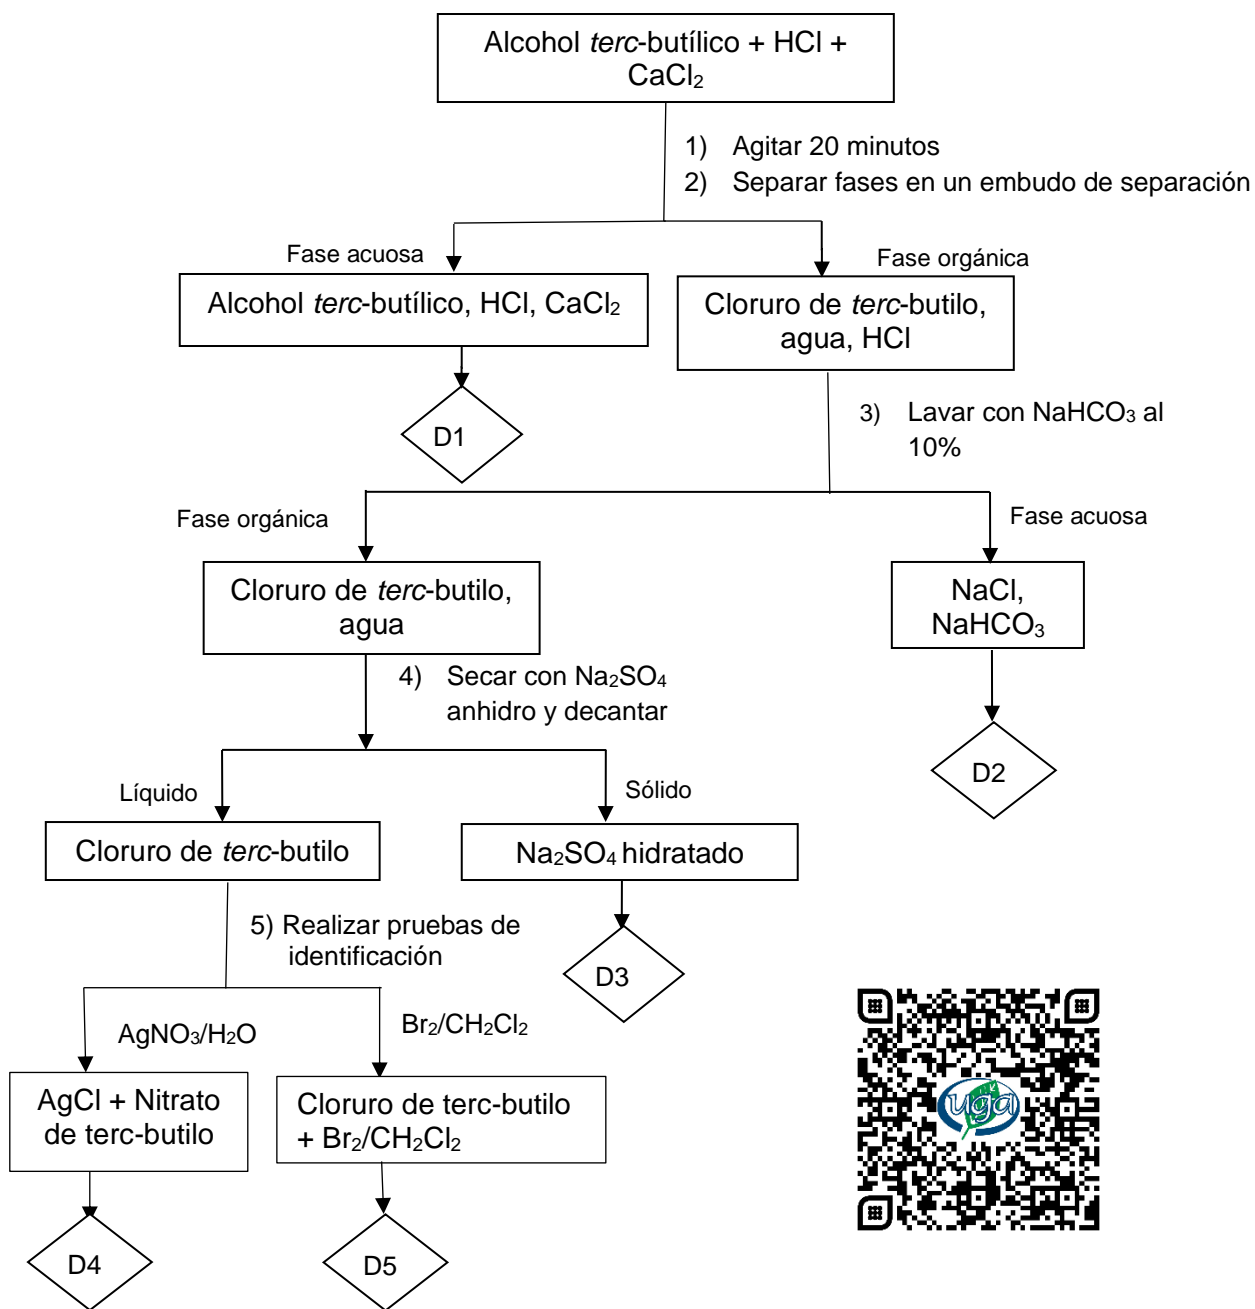 Alcohol terc-butílico + HCl +
CaCl₂
1) Agitar 20 minutos
2) Separar fases en un embudo de separación
Fase acuosa
Fase orgánica
Alcohol terc-butílico, HCl, CaCl₂
Cloruro de terc-butilo,
agua, HCl
D1
3) Lavar con NaHCO₃ al
10%
Fase orgánica
Fase acuosa
Cloruro de terc-butilo,
agua
NaCl,
NaHCO₃
4) Secar con Na₂SO₄
anhidro y decantar
D2
Líquido
Sólido
Cloruro de terc-butilo
Na₂SO₄ hidratado
5) Realizar pruebas de
identificación
D3
AgNO₃/H₂O
Br₂/CH₂Cl₂
AgCl + Nitrato
de terc-butilo
Cloruro de terc-butilo
+ Br₂/CH₂Cl₂
uga
D4
D5